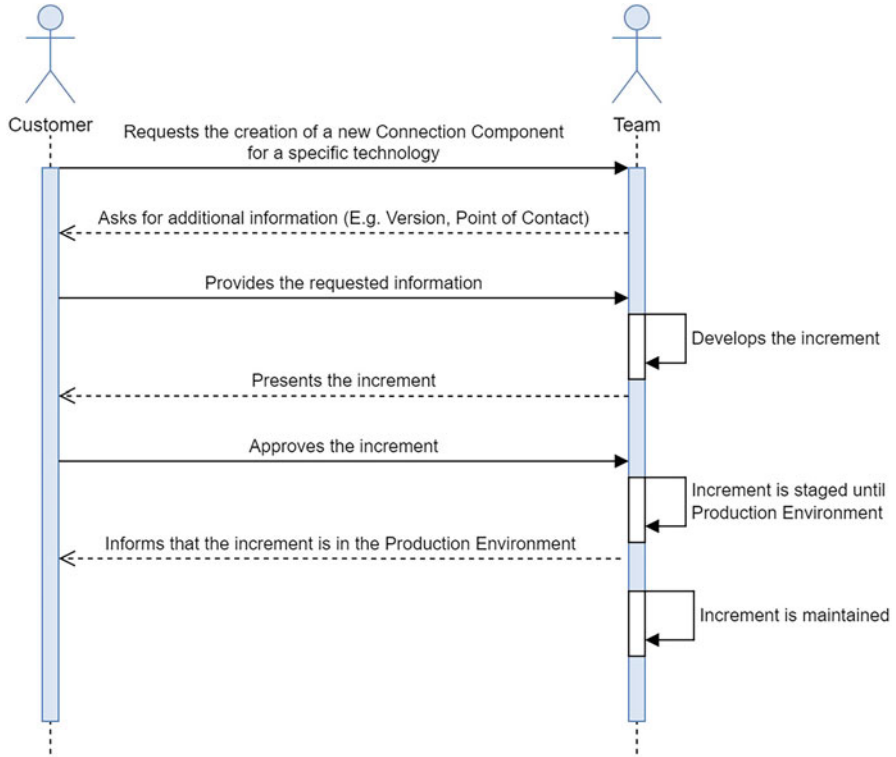 Customer
Team
Requests the creation of a new Connection Component
for a specific technology
Asks for additional information (E.g. Version, Point of Contact)
Provides the requested information
Develops the increment
Presents the increment
Approves the increment
Increment is staged until
Production Environment
Informs that the increment is in the Production Environment
Increment is maintained